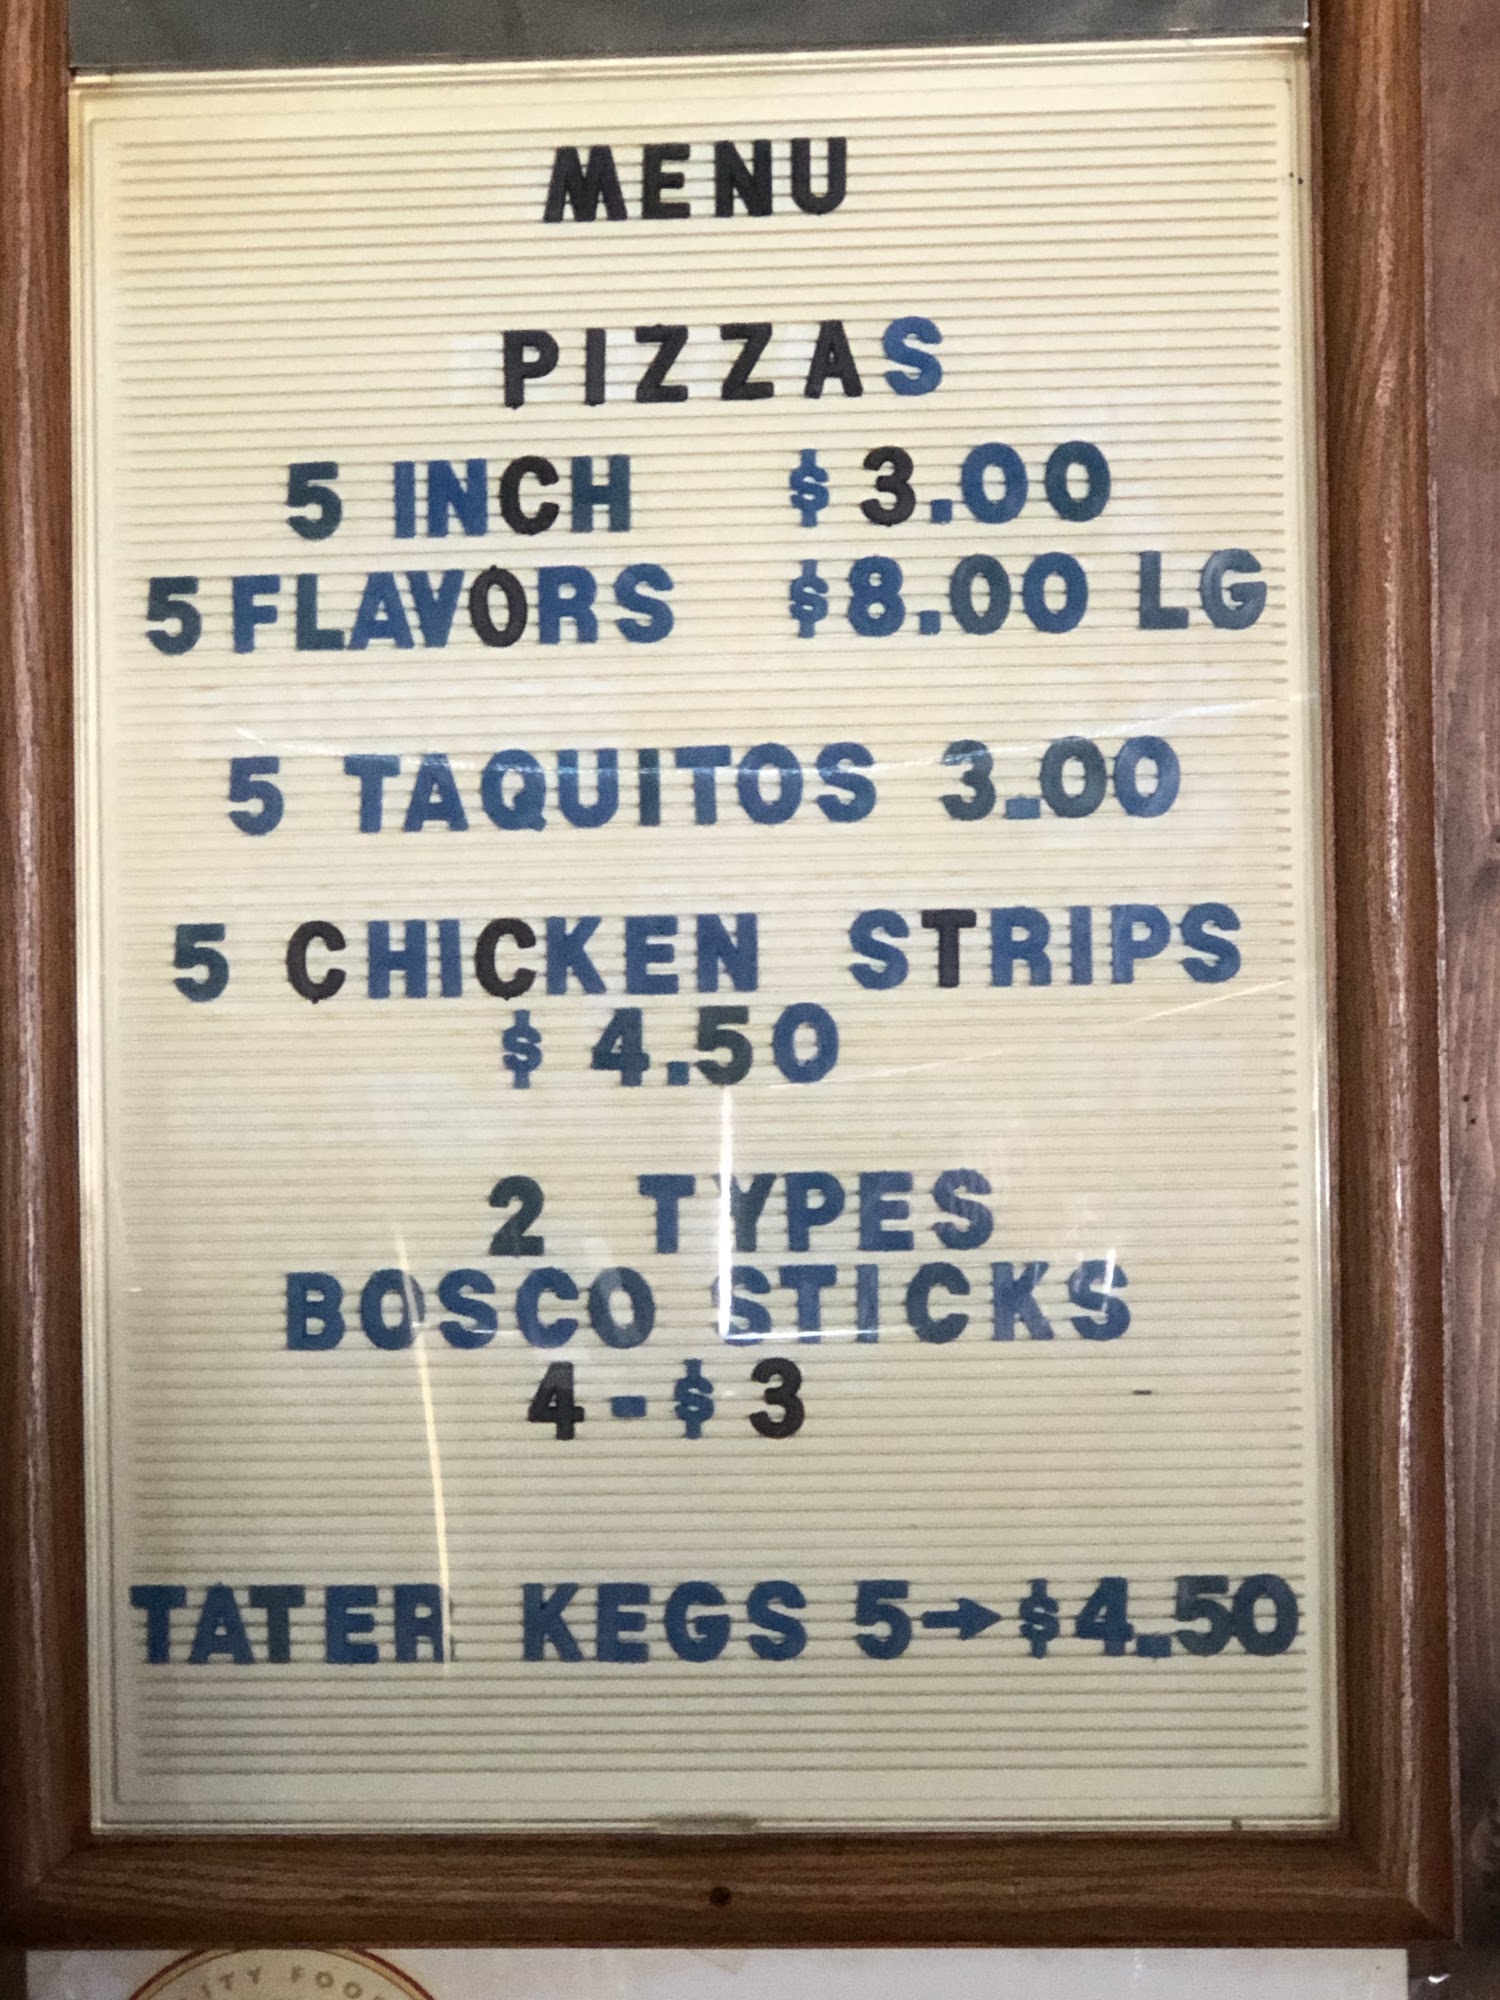 MENU
PIZZAS
5 INCH $3.00
5 FLAVORS $8.00 LG
5 TAQUITOS 3.00
5 CHICKEN STRIPS
$4.50
2 TYPES
BOSCO STICKS
4-$3
TATER KEGS 5→$4.50